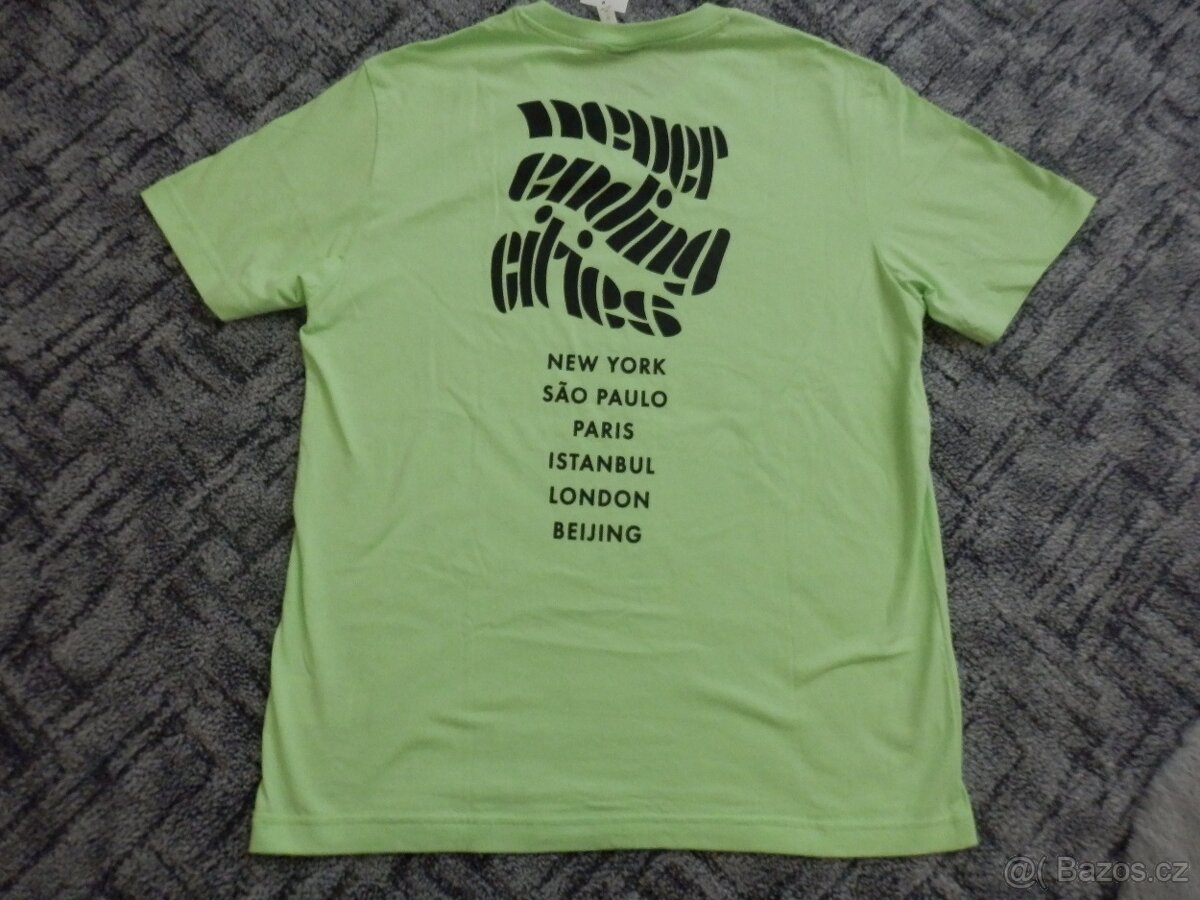 never
ending
cities
NEW YORK
SÃO PAULO
PARIS
ISTANBUL
LONDON
BEIJING
@( Bazos.cz